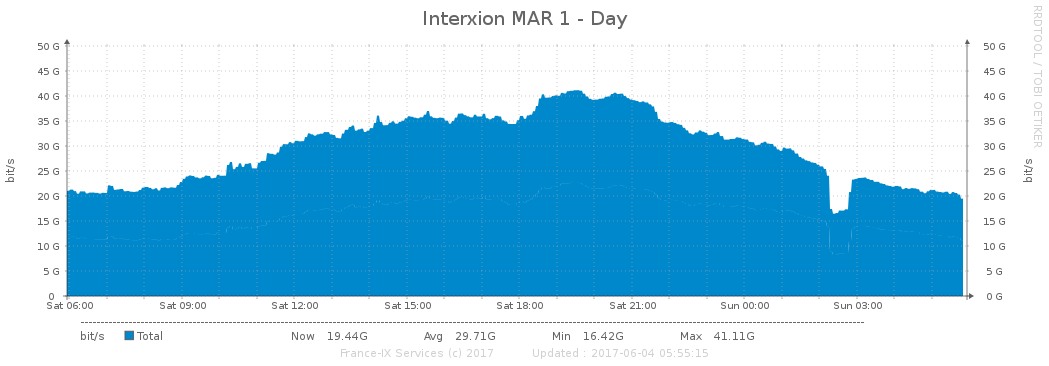 Interxion MAR 1 - Day
RRDTOOL / TOBI OETIKER
50 G 50 G
45 G 45 G
40 G 40 G
35 G 35 G
30 G 30 G
25 G 25 G
20 G 20 G
15 G 15 G
10 G 10 G
5 G 5 G
0 0 G
bit/s bit/s
Sat 06:00 Sat 09:00 Sat 12:00 Sat 15:00 Sat 18:00 Sat 21:00 Sun 00:00 Sun 03:00
bit/s Total Now 19.44G Avg 29.71G Min 16.42G Max 41.11G
France-IX Services (c) 2017 Updated : 2017-06-04 05:55:15